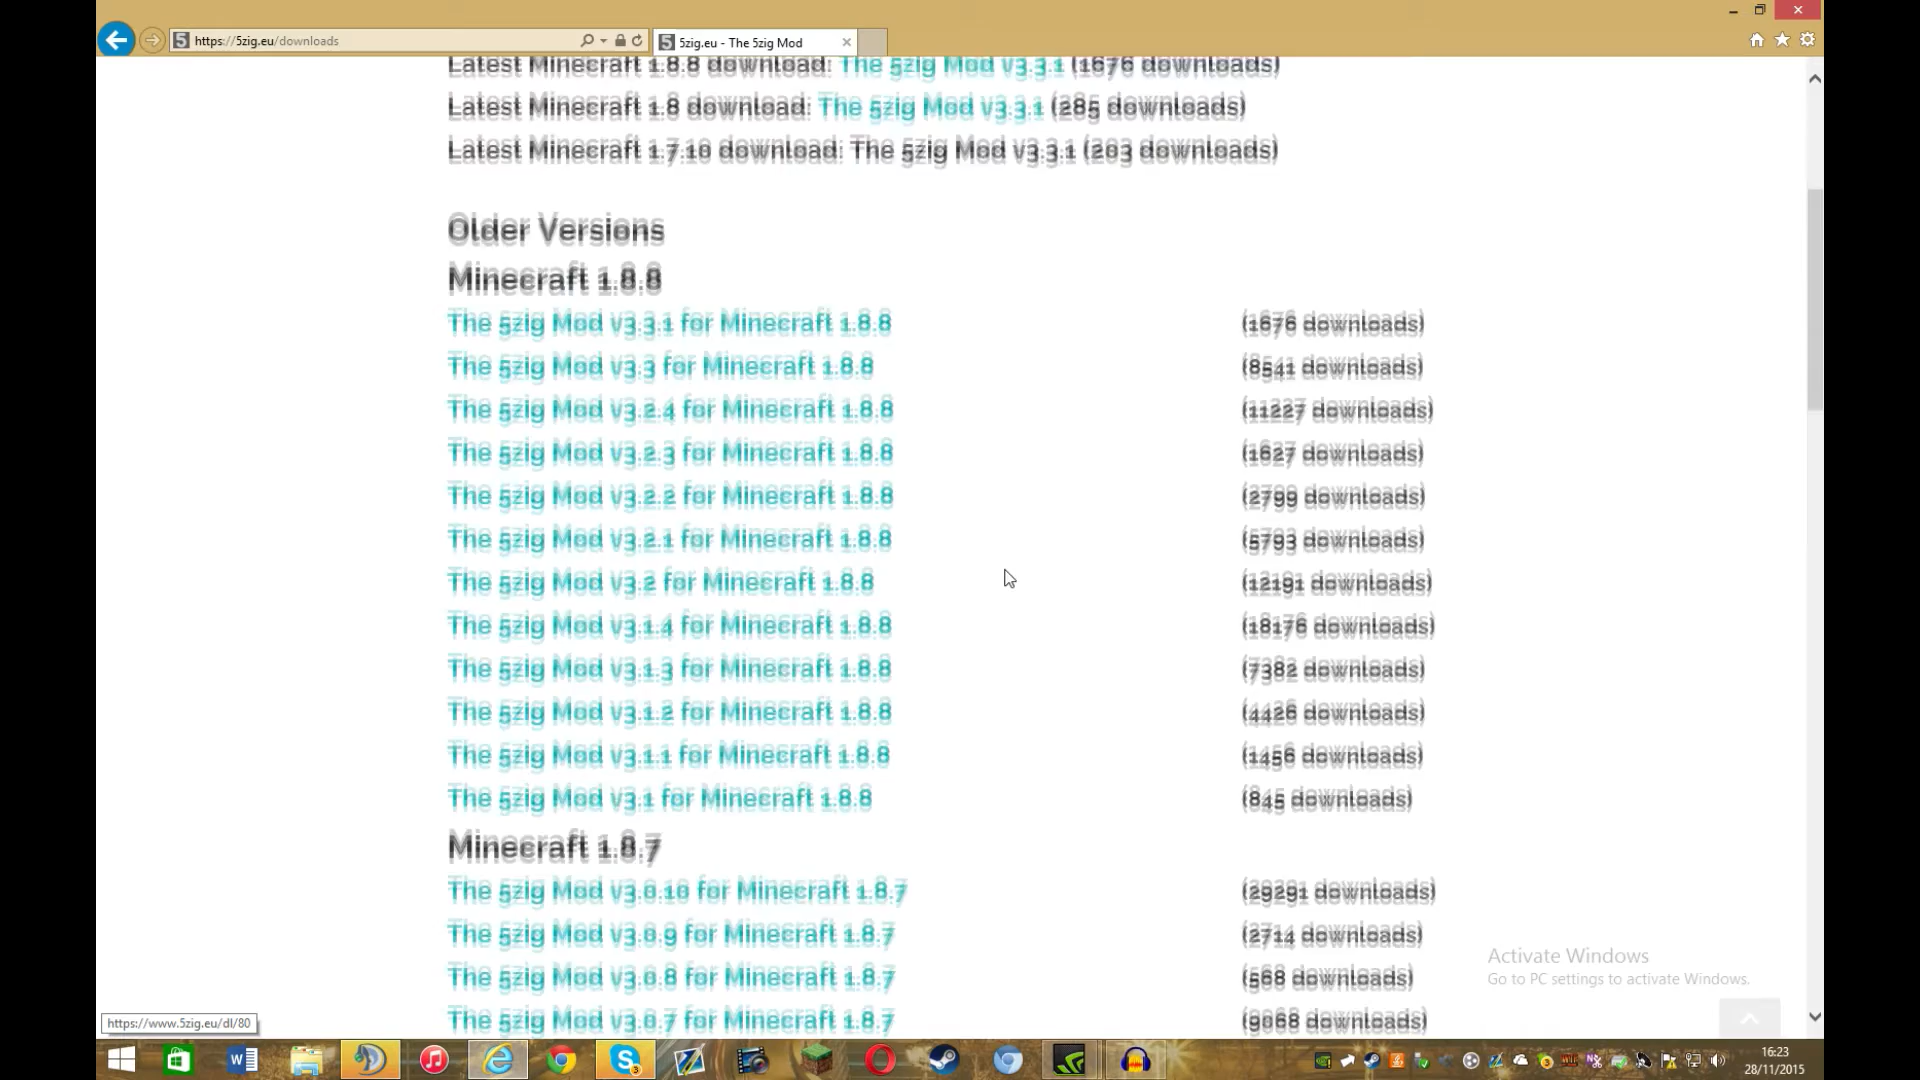 https://5zig.eu/downloads
5zig.eu - The 5zig Mod
Latest Minecraft 1.8.8 download: The 5zig Mod v3.3.1 (1676 downloads)
Latest Minecraft 1.8 download: The 5zig Mod v3.3.1 (285 downloads)
Latest Minecraft 1.7.10 download: The 5zig Mod v3.3.1 (203 downloads)
Older Versions
Minecraft 1.8.8
The 5zig Mod v3.3.1 for Minecraft 1.8.8 (1676 downloads)
The 5zig Mod v3.3 for Minecraft 1.8.8 (8541 downloads)
The 5zig Mod v3.2.4 for Minecraft 1.8.8 (11227 downloads)
The 5zig Mod v3.2.3 for Minecraft 1.8.8 (1627 downloads)
The 5zig Mod v3.2.2 for Minecraft 1.8.8 (2799 downloads)
The 5zig Mod v3.2.1 for Minecraft 1.8.8 (5793 downloads)
The 5zig Mod v3.2 for Minecraft 1.8.8 (12191 downloads)
The 5zig Mod v3.1.4 for Minecraft 1.8.8 (18176 downloads)
The 5zig Mod v3.1.3 for Minecraft 1.8.8 (7382 downloads)
The 5zig Mod v3.1.2 for Minecraft 1.8.8 (4426 downloads)
The 5zig Mod v3.1.1 for Minecraft 1.8.8 (1456 downloads)
The 5zig Mod v3.1 for Minecraft 1.8.8 (845 downloads)
Minecraft 1.8.7
The 5zig Mod v3.0.10 for Minecraft 1.8.7 (29291 downloads)
The 5zig Mod v3.0.9 for Minecraft 1.8.7 (2714 downloads)
The 5zig Mod v3.0.8 for Minecraft 1.8.7 (568 downloads)
The 5zig Mod v3.0.7 for Minecraft 1.8.7 (9068 downloads)
Activate Windows
Go to PC settings to activate Windows.
https://www.5zig.eu/dl/80
16:23
28/11/2015